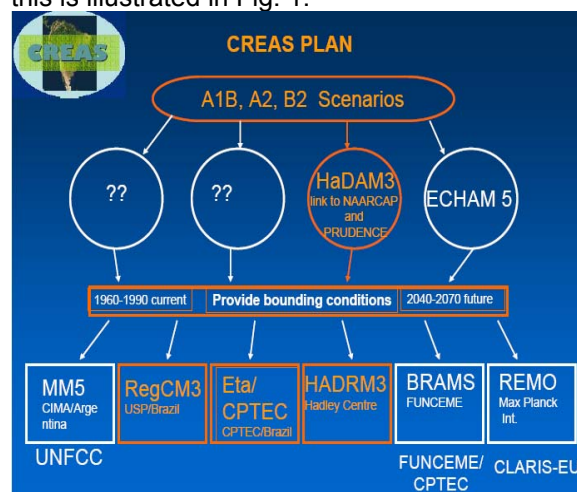 this is illustrated in Fig. 1.
CREAS
CREAS PLAN
A1B, A2, B2 Scenarios
??
??
HaDAM3
link to NAARCAP
and
PRUDENCE
ECHAM 5
1960-1990 current
Provide bounding conditions
2040-2070 future
MM5
CIMA/Arge
ntina
RegCM3
USP/Brazil
Eta/
CPTEC
CPTEC/Brazil
HADRM3
Hadley Centre
BRAMS
FUNCEME
REMO
Max Planck
Int.
UNFCC
FUNCEME/
CPTEC
CLARIS-EU